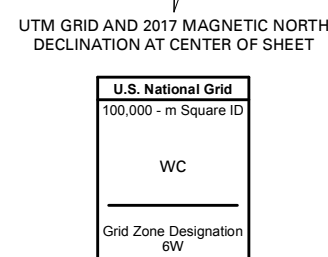 UTM GRID AND 2017 MAGNETIC NORTH
DECLINATION AT CENTER OF SHEET
U.S. National Grid
100,000 - m Square ID
WC
Grid Zone Designation
6W